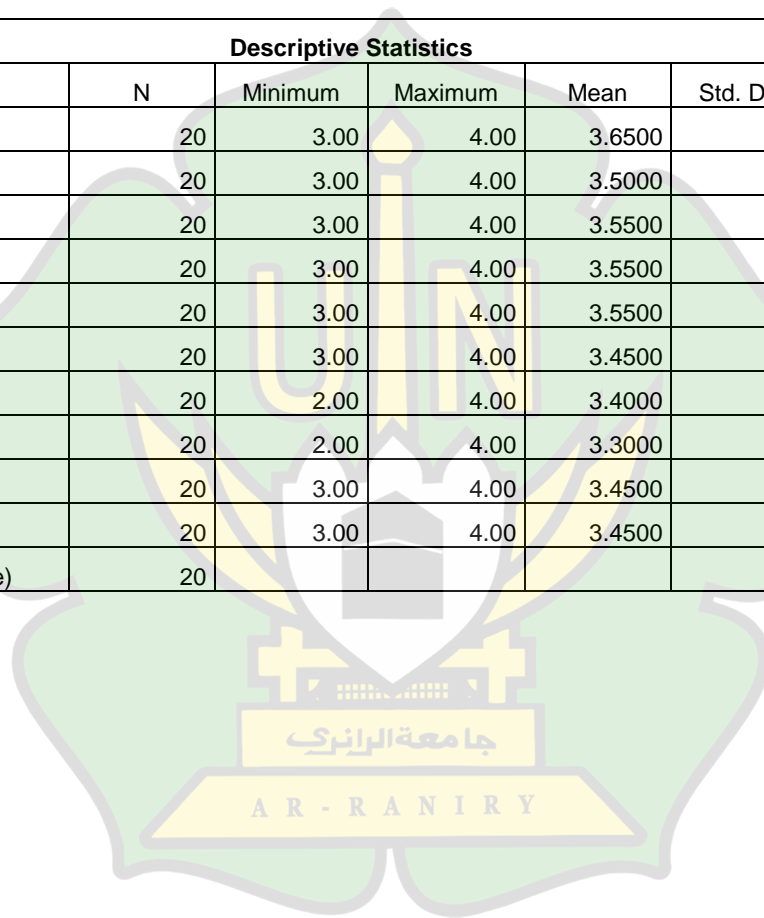 Descriptive Statistics
N Minimum Maximum Mean Std. D
20 3.00 4.00 3.6500
20 3.00 4.00 3.5000
20 3.00 4.00 3.5500
20 3.00 4.00 3.5500
20 3.00 4.00 3.5500
20 3.00 4.00 3.4500
20 2.00 4.00 3.4000
20 2.00 4.00 3.3000
20 3.00 4.00 3.4500
20 3.00 4.00 3.4500
e) 20
UIN
جامعةالرانري
AR-RANIRY